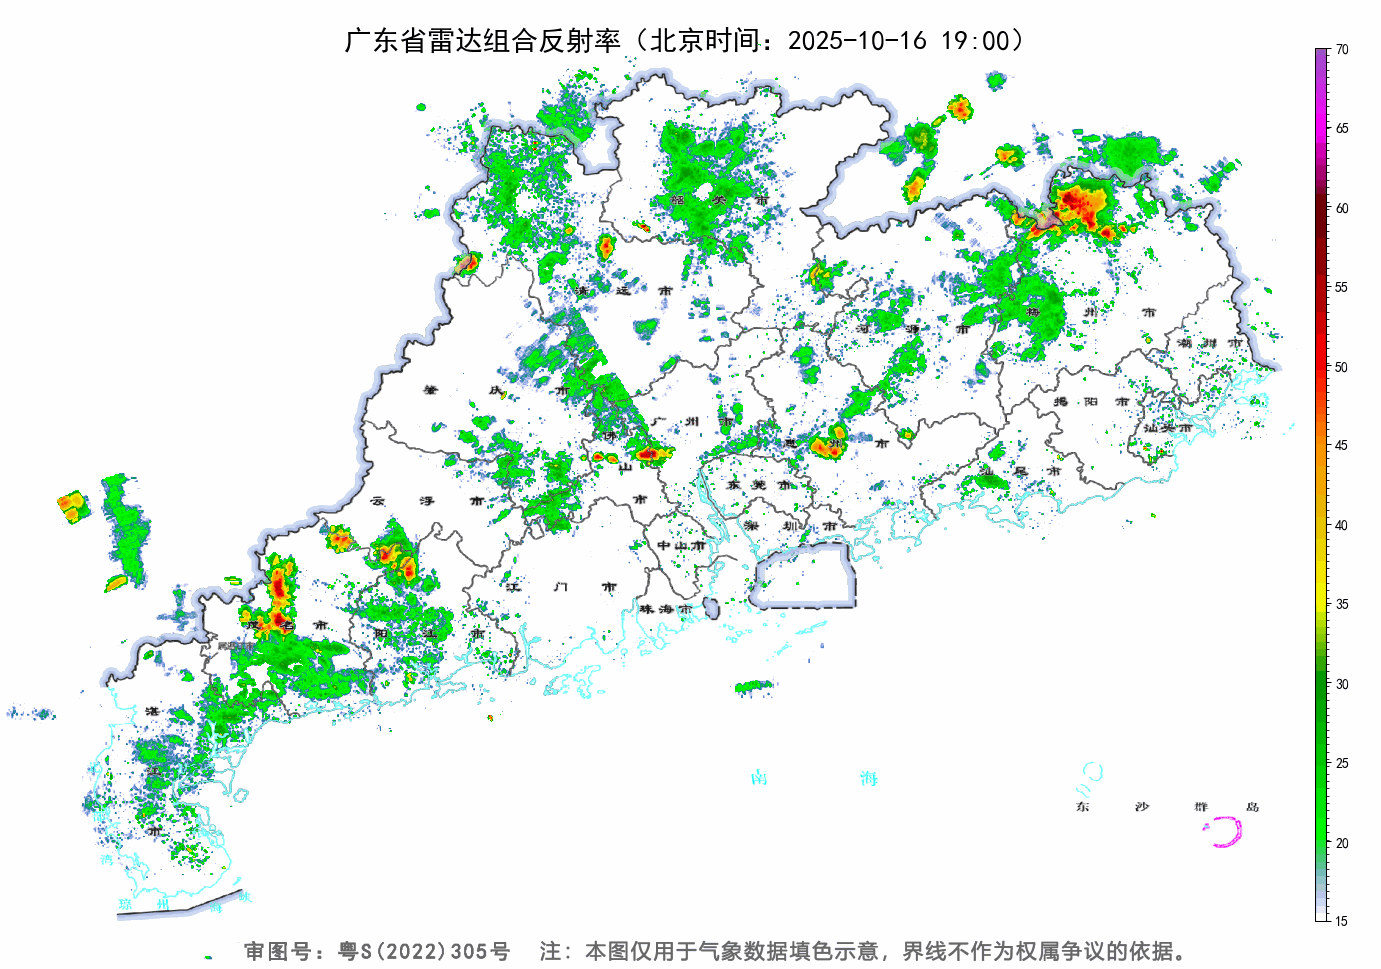 广东省雷达组合反射率（北京时间：2025-10-16 19:00）
70
65
60
55
50
45
40
35
30
25
20
15
韶 关 市
清 远 市
河 源 市
梅 州 市
潮 州 市
肇 庆 市
广 州 市
惠 州 市
揭 阳 市
汕 头 市
佛 山 市
云 浮 市
东 莞 市
汕 尾 市
深 圳 市
中 山 市
江 门 市
珠 海 市
茂 名 市
阳 江 市
湛 江 市
南 海
东 沙 群 岛
湾
琼 州 海 峡
审图号：粤S(2022)305号 注：本图仅用于气象数据填色示意，界线不作为权属争议的依据。